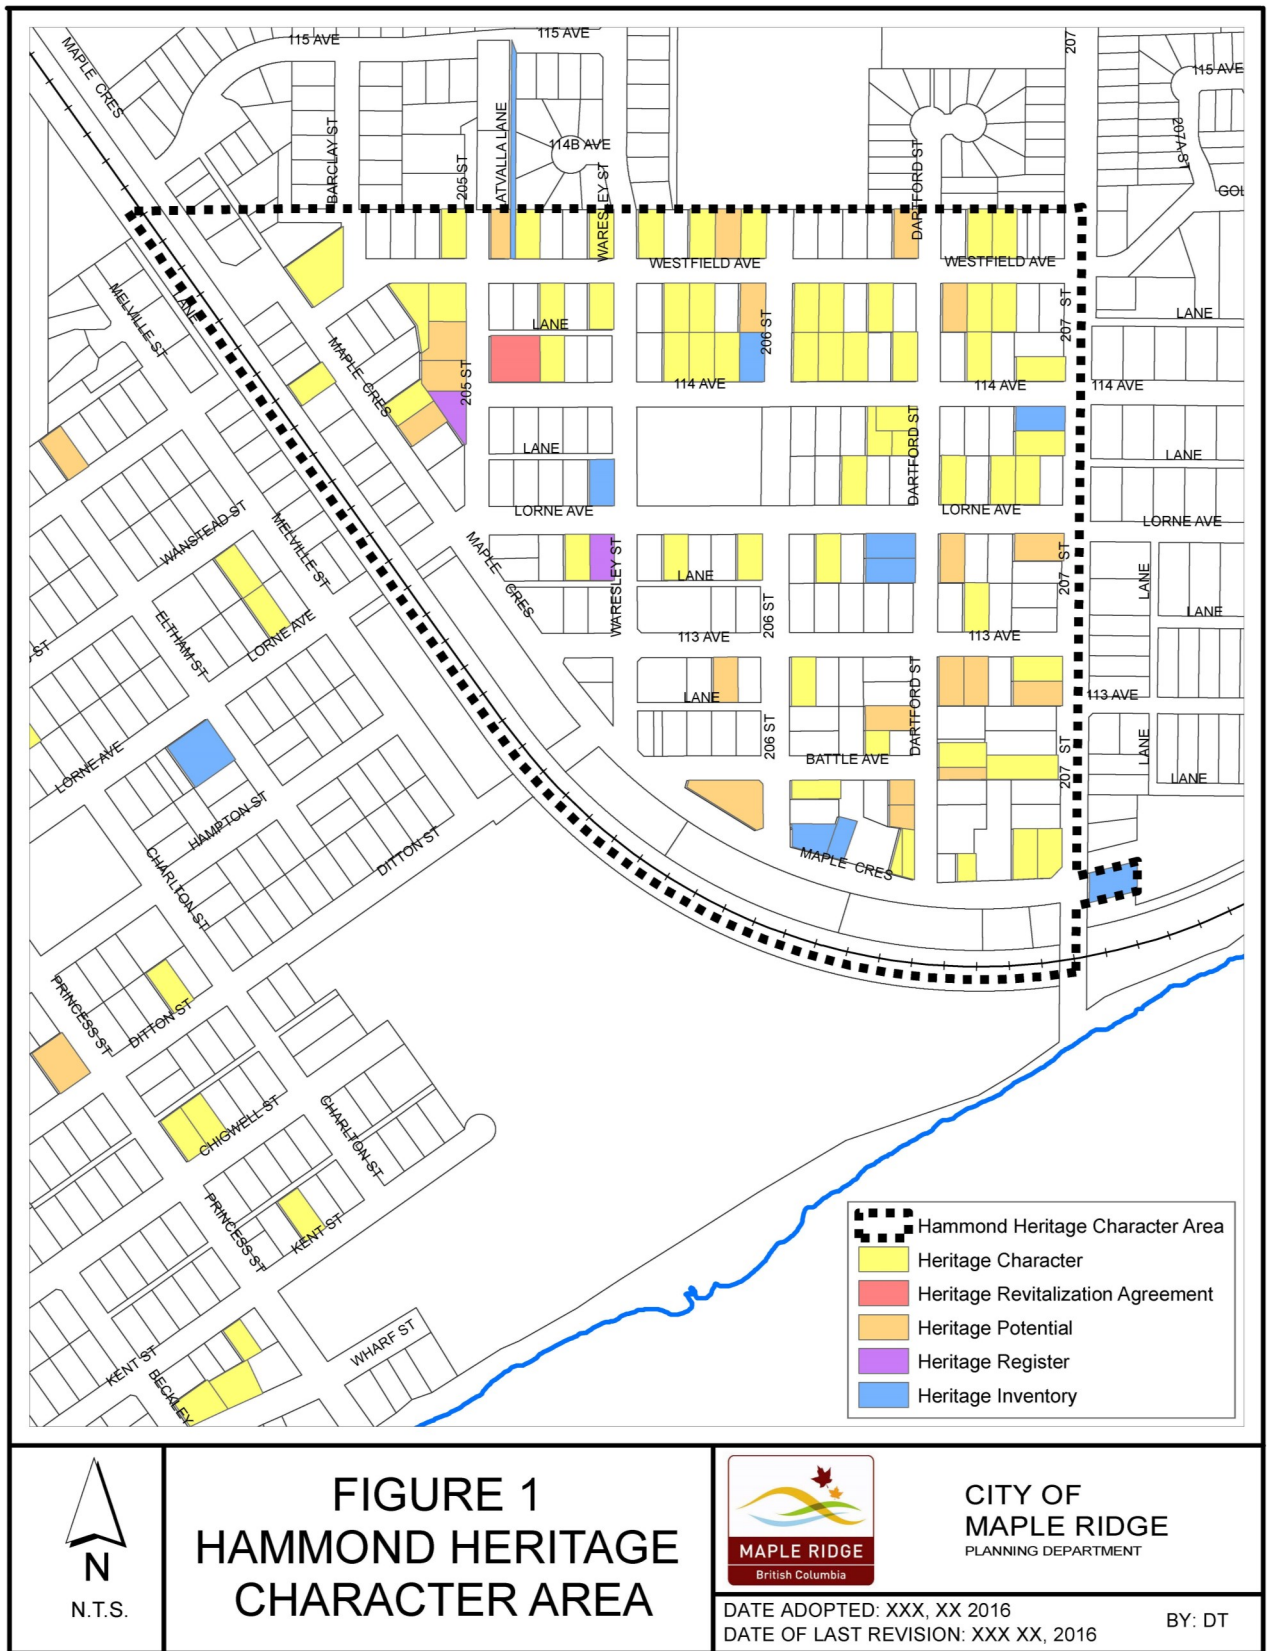 115 AVE
115 AVE
207
MAPLE CRES
115 AVE
BARCLAY ST
205 ST
ATVALLA LANE
114B AVE
WARESLEY ST
DARTFORD ST
207A ST
GOL
WESTFIELD AVE
WESTFIELD AVE
MELVILLE ST
LANE
LANE
206 ST
207 ST
LANE
MAPLE CRES
205 ST
114 AVE
114 AVE
114 AVE
LANE
DARTFORD ST
LANE
LORNE AVE
LORNE AVE
LORNE AVE
WANSTEAD ST
MELVILLE ST
MAPLE CRES
WARESLEY ST
LANE
206 ST
207 ST
LANE
LANE
ELTHAM ST
LORNE AVE
113 AVE
113 AVE
ST
LANE
DARTFORD ST
113 AVE
206 ST
207 ST
LANE
LORNE AVE
BATTLE AVE
LANE
HAMPTON ST
DITTON ST
CHARLTON ST
MAPLE CRES
PRINCESS ST
DITTON ST
CHIGWELL ST
CHARLTON ST
PRINCESS ST
KENT ST
KENT ST
BECKLEY
WHARF ST
Hammond Heritage Character Area
Heritage Character
Heritage Revitalization Agreement
Heritage Potential
Heritage Register
Heritage Inventory
N
N.T.S.
FIGURE 1
HAMMOND HERITAGE
CHARACTER AREA
MAPLE RIDGE
British Columbia
CITY OF
MAPLE RIDGE
PLANNING DEPARTMENT
DATE ADOPTED: XXX, XX 2016
DATE OF LAST REVISION: XXX XX, 2016
BY: DT